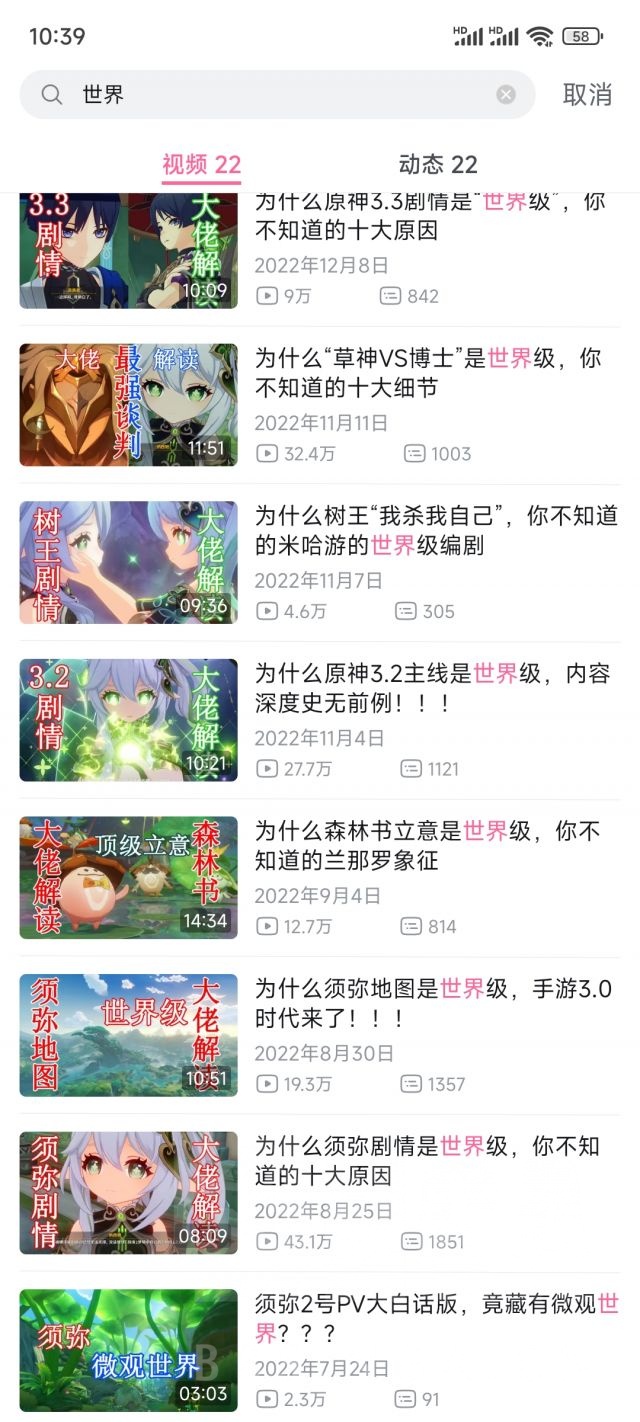 10:39
HD HD 58
世界
取消
视频 22
动态 22
3.3
剧情
大佬解读
10:09
为什么原神3.3剧情是“世界级”，你
不知道的十大原因
2022年12月8日
9万 842
大佬
最强谈判
解读
11:51
为什么“草神VS博士”是世界级，你
不知道的十大细节
2022年11月11日
32.4万 1003
树王剧情
大佬解读
09:36
为什么树王“我杀我自己”，你不知道
的米哈游的世界级编剧
2022年11月7日
4.6万 305
3.2
剧情
大佬解读
10:21
为什么原神3.2主线是世界级，内容
深度史无前例！！！
2022年11月4日
27.7万 1121
大佬解读
顶级立意
森林书
14:34
为什么森林书立意是世界级，你不
知道的兰那罗象征
2022年9月4日
12.7万 814
须弥地图
世界级
大佬解读
10:51
为什么须弥地图是世界级，手游3.0
时代来了！！！
2022年8月30日
19.3万 1357
须弥剧情
大佬解读
08:09
为什么须弥剧情是世界级，你不知
道的十大原因
2022年8月25日
43.1万 1851
须弥
微观世界
03:03
须弥2号PV大白话版，竟藏有微观世
界？？？
2022年7月24日
2.3万 91